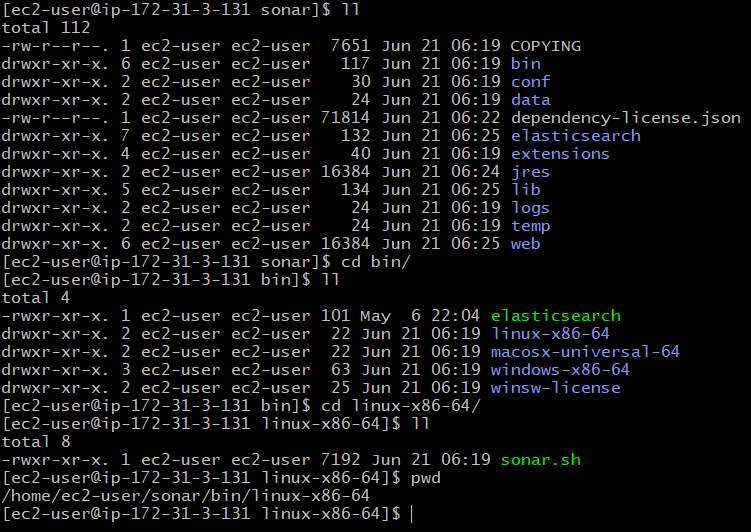 [ec2-user@ip-172-31-3-131 sonar]$ ll
total 112
-rw-r--r--. 1 ec2-user ec2-user  7651 Jun 21 06:19 COPYING
drwxr-xr-x. 6 ec2-user ec2-user   117 Jun 21 06:19 bin
drwxr-xr-x. 2 ec2-user ec2-user    30 Jun 21 06:19 conf
drwxr-xr-x. 2 ec2-user ec2-user    24 Jun 21 06:19 data
-rw-r--r--. 1 ec2-user ec2-user 71814 Jun 21 06:22 dependency-license.json
drwxr-xr-x. 7 ec2-user ec2-user   132 Jun 21 06:25 elasticsearch
drwxr-xr-x. 4 ec2-user ec2-user    40 Jun 21 06:19 extensions
drwxr-xr-x. 2 ec2-user ec2-user 16384 Jun 21 06:24 jres
drwxr-xr-x. 5 ec2-user ec2-user   134 Jun 21 06:25 lib
drwxr-xr-x. 2 ec2-user ec2-user    24 Jun 21 06:19 logs
drwxr-xr-x. 2 ec2-user ec2-user    24 Jun 21 06:19 temp
drwxr-xr-x. 6 ec2-user ec2-user 16384 Jun 21 06:25 web
[ec2-user@ip-172-31-3-131 sonar]$ cd bin/
[ec2-user@ip-172-31-3-131 bin]$ ll
total 4
-rwxr-xr-x. 1 ec2-user ec2-user 101 May  6 22:04 elasticsearch
drwxr-xr-x. 2 ec2-user ec2-user  22 Jun 21 06:19 linux-x86-64
drwxr-xr-x. 2 ec2-user ec2-user  22 Jun 21 06:19 macosx-universal-64
drwxr-xr-x. 3 ec2-user ec2-user  63 Jun 21 06:19 windows-x86-64
drwxr-xr-x. 2 ec2-user ec2-user  25 Jun 21 06:19 winsw-license
[ec2-user@ip-172-31-3-131 bin]$ cd linux-x86-64/
[ec2-user@ip-172-31-3-131 linux-x86-64]$ ll
total 8
-rwxr-xr-x. 1 ec2-user ec2-user 7192 Jun 21 06:19 sonar.sh
[ec2-user@ip-172-31-3-131 linux-x86-64]$ pwd
/home/ec2-user/sonar/bin/linux-x86-64
[ec2-user@ip-172-31-3-131 linux-x86-64]$